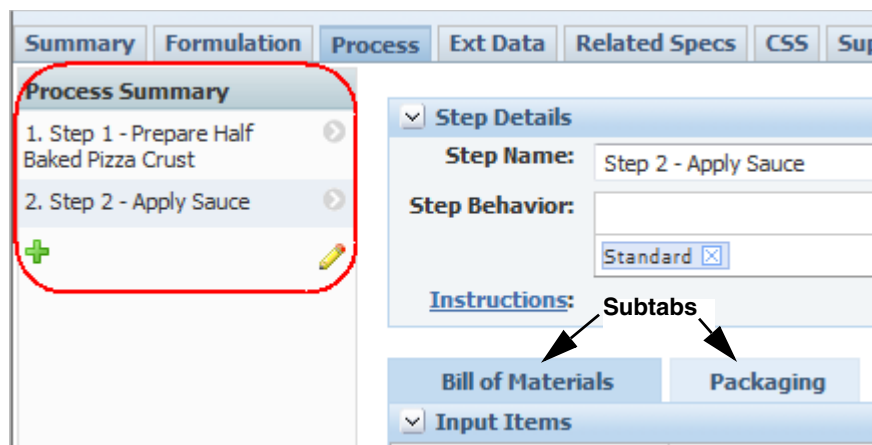 Summary Formulation Process Ext Data Related Specs CSS
Process Summary
1. Step 1 - Prepare Half
Baked Pizza Crust
2. Step 2 - Apply Sauce
Step Details
Step Name: Step 2 - Apply Sauce
Step Behavior:
Standard
Instructions:
Subtabs
Bill of Materials Packaging
Input Items